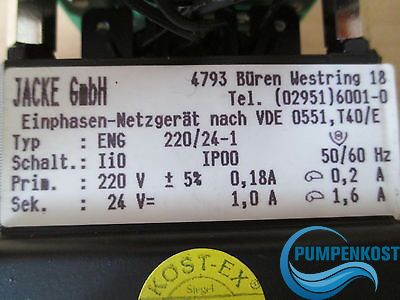 JACKE GmbH 4793 Büren Westring 18
Tel. (02951)6001-0
Einphasen-Netzgerät nach VDE 0551,T40/E
Typ : ENG 220/24-1
Schalt.: Ii0 IP00 50/60 Hz
Prim. : 220 V ± 5% 0,18A 0,2 A
Sek. : 24 V= 1,0 A 1,6 A
PUMPENKOST
KOST-EX
Siegel